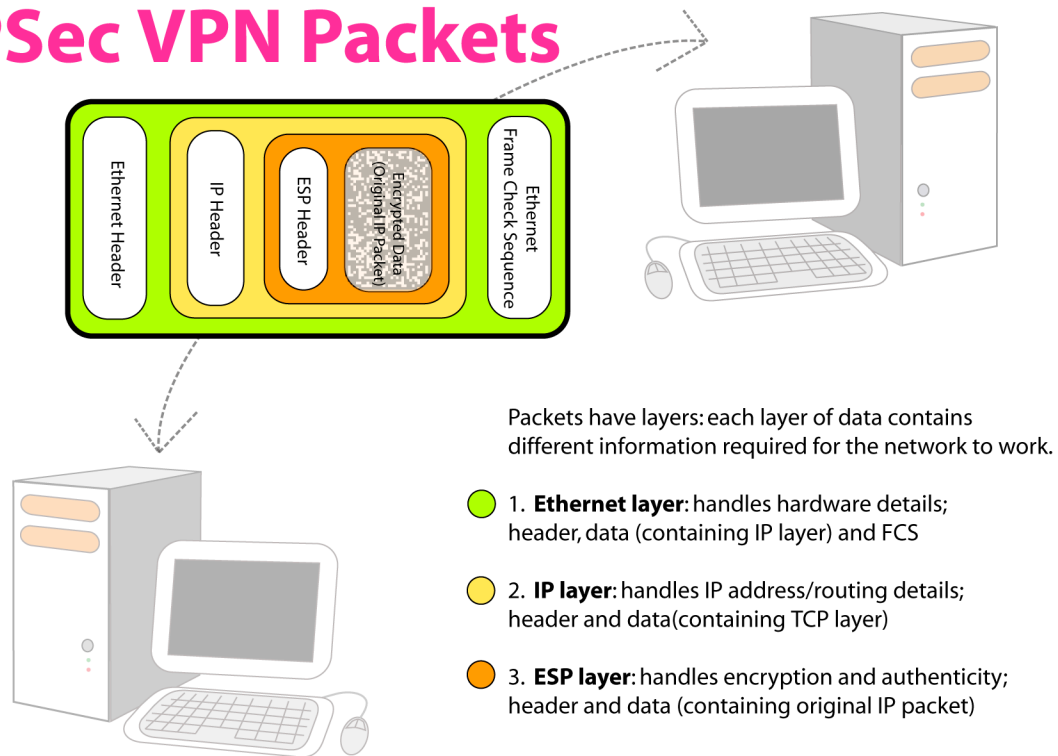 PSec VPN Packets
Ethernet Header
IP Header
ESP Header
Encrypted Data
(Original IP Packet)
Ethernet
Frame Check Sequence
Packets have layers: each layer of data contains
different information required for the network to work.
1. Ethernet layer: handles hardware details;
header, data (containing IP layer) and FCS
2. IP layer: handles IP address/routing details;
header and data(containing TCP layer)
3. ESP layer: handles encryption and authenticity;
header and data (containing original IP packet)